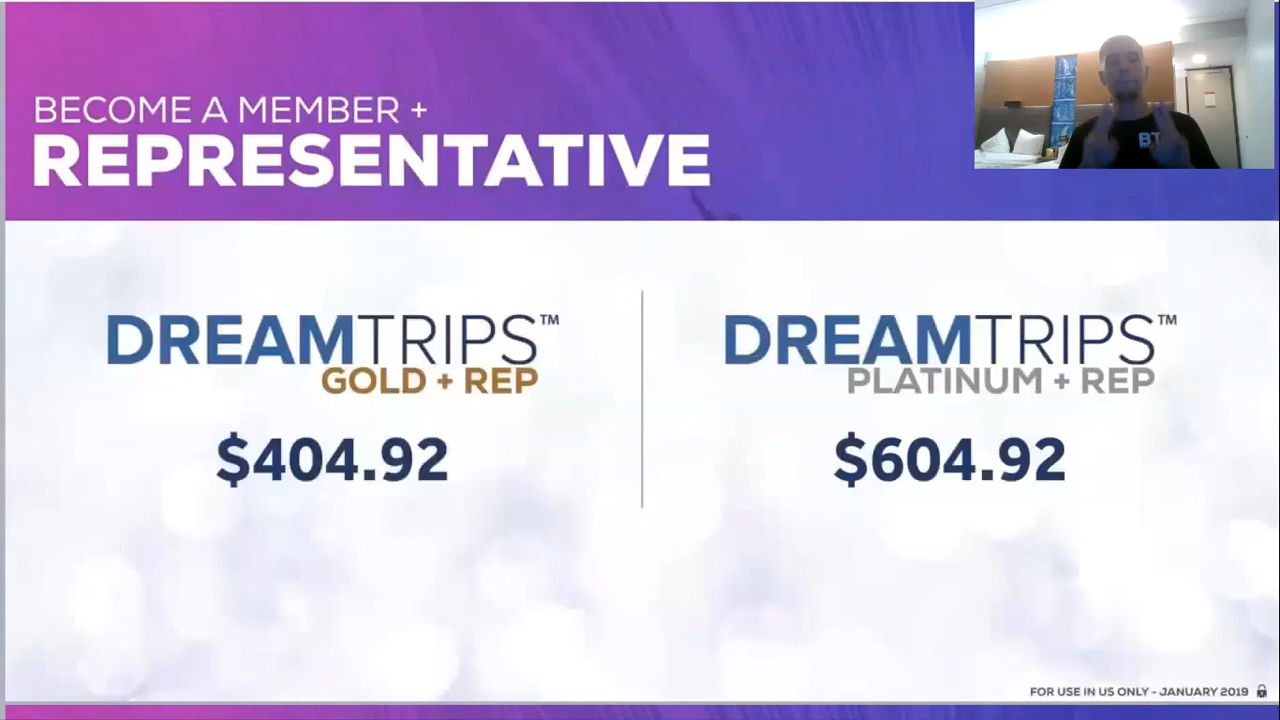 BECOME A MEMBER +
REPRESENTATIVE
BT
DREAMTRIPS™
GOLD + REP
$404.92
DREAMTRIPS™
PLATINUM + REP
$604.92
FOR USE IN US ONLY - JANUARY 2019